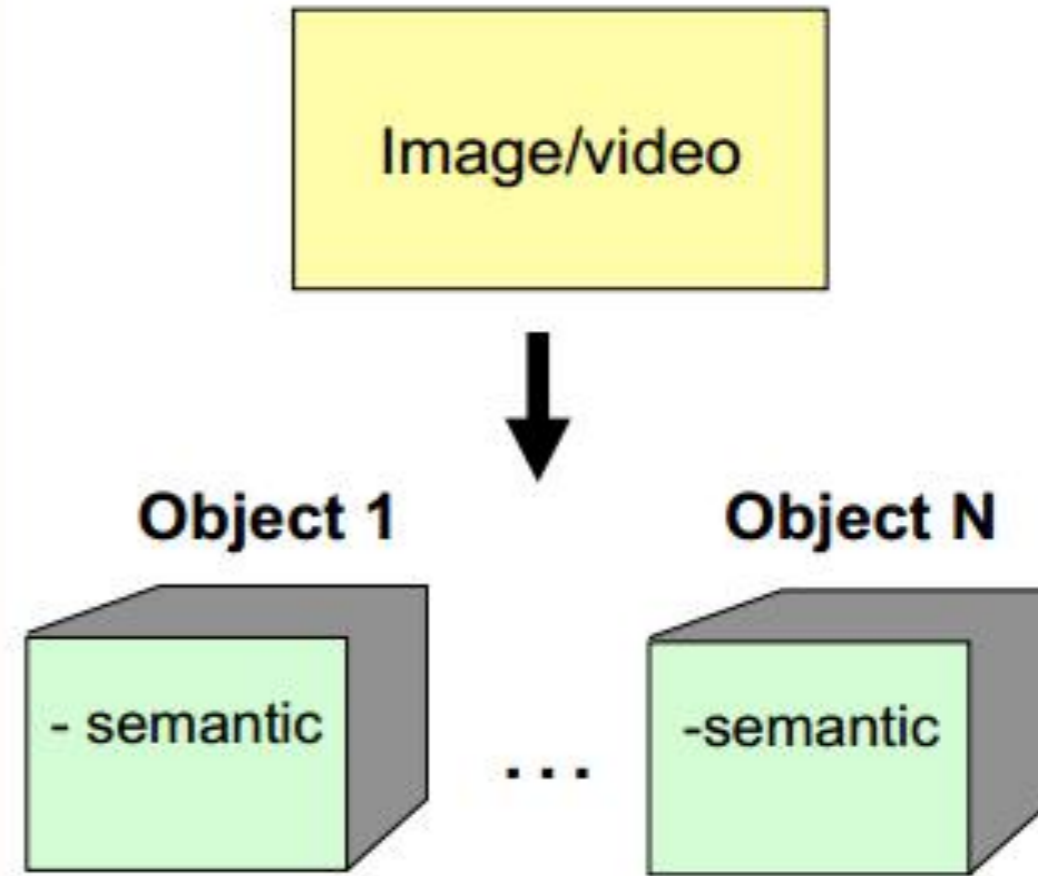 Image/video
Object 1
Object N
- semantic
-semantic
...